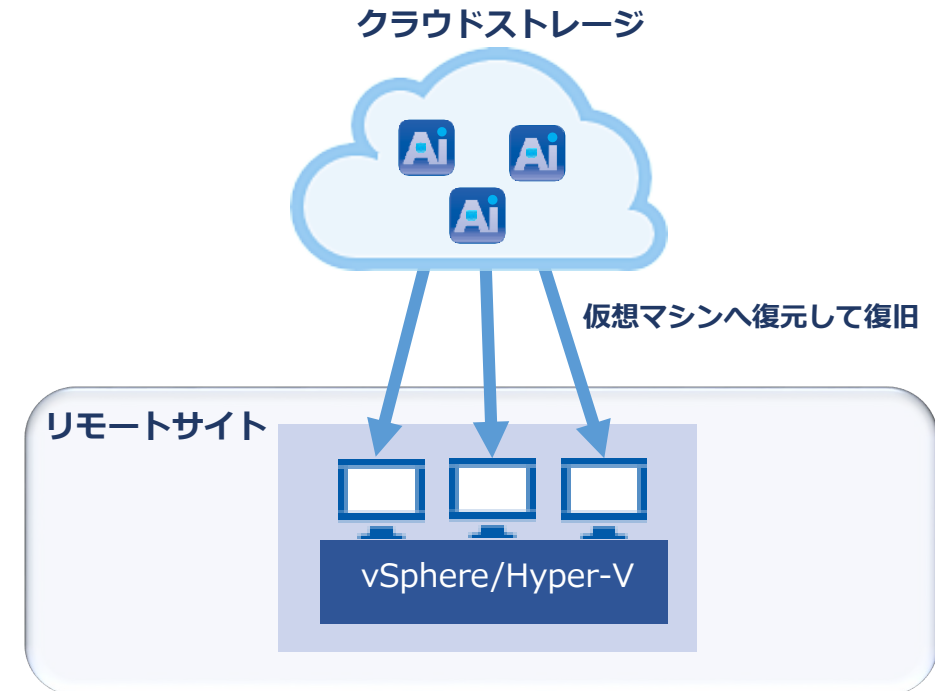 クラウドストレージ
Ai
Ai
Ai
仮想マシンへ復元して復旧
リモートサイト
vSphere/Hyper-V